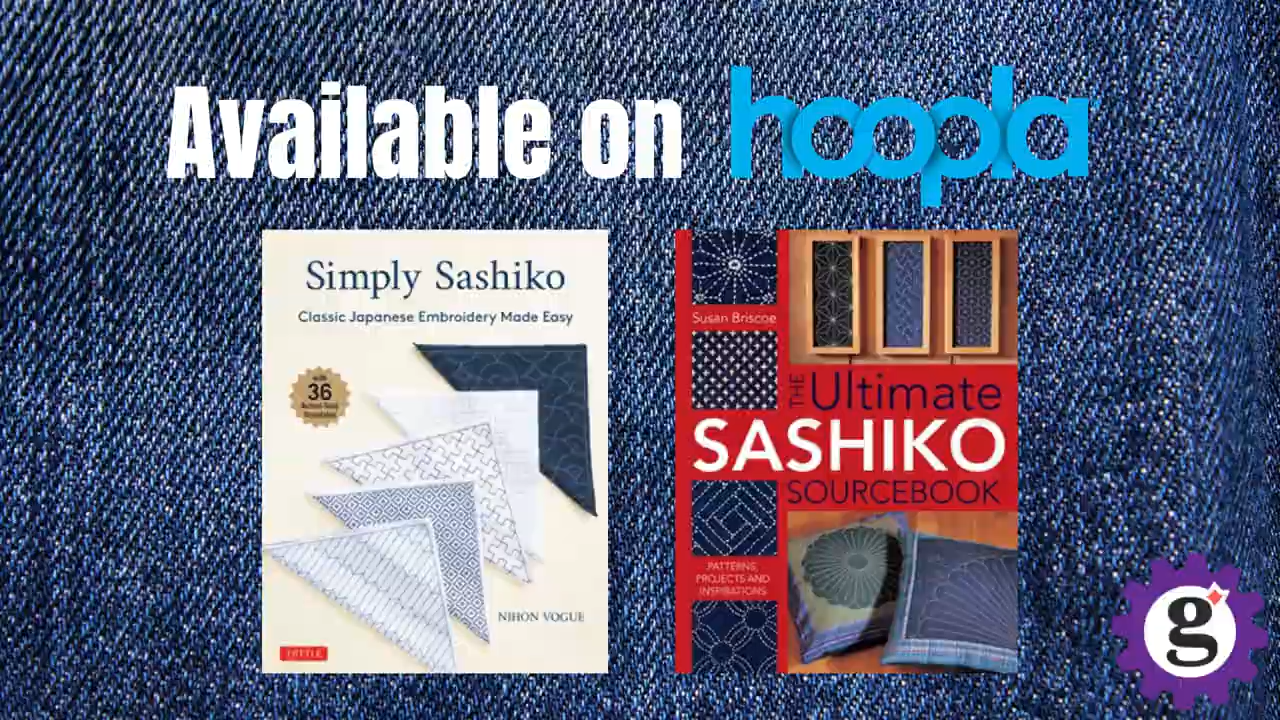 Available on hoopla
Simply Sashiko
Classic Japanese Embroidery Made Easy
with
36
NIHON VOGUE
TUTTLE
Susan Briscoe
THE Ultimate
SASHIKO
SOURCEBOOK
PATTERNS,
PROJECTS AND
INSPIRATIONS
g